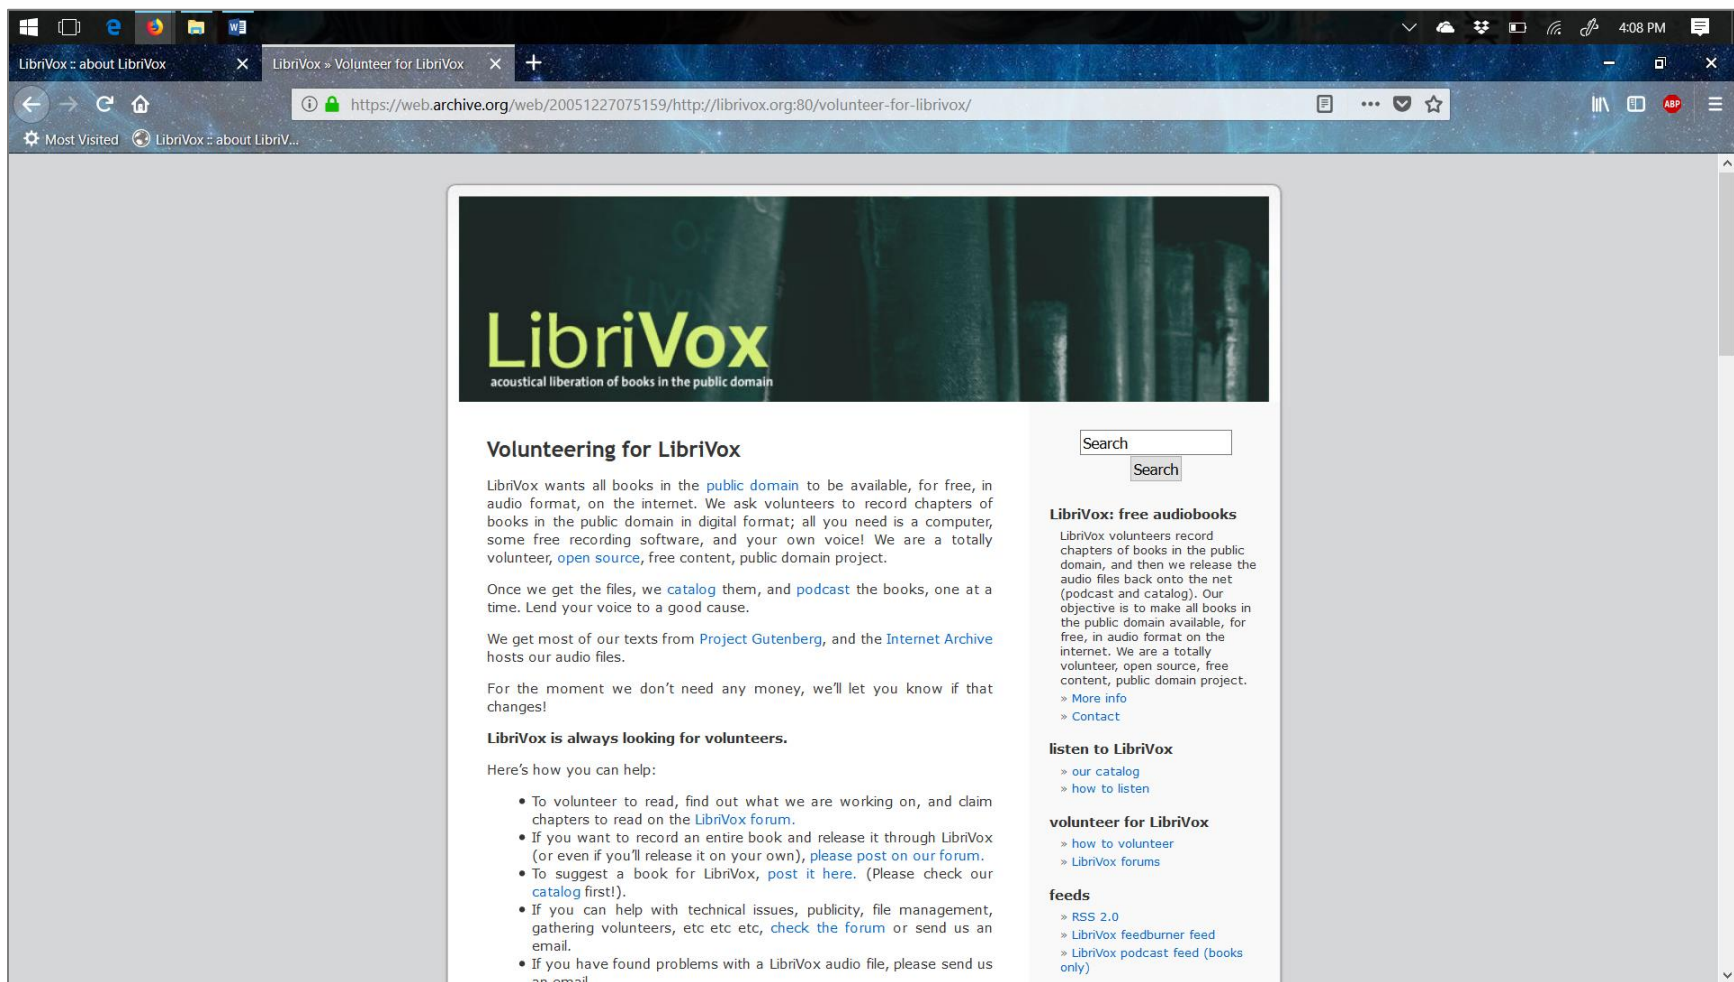 4:08 PM
LibriVox :: about LibriVox
LibriVox » Volunteer for LibriVox
https://web.archive.org/web/20051227075159/http://librivox.org:80/volunteer-for-librivox/
ABP
Most Visited
LibriVox :: about LibriV...
LibriVox
acoustical liberation of books in the public domain
Volunteering for LibriVox
LibriVox wants all books in the public domain to be available, for free, in
audio format, on the internet. We ask volunteers to record chapters of
books in the public domain in digital format; all you need is a computer,
some free recording software, and your own voice! We are a totally
volunteer, open source, free content, public domain project.
Once we get the files, we catalog them, and podcast the books, one at a
time. Lend your voice to a good cause.
We get most of our texts from Project Gutenberg, and the Internet Archive
hosts our audio files.
For the moment we don't need any money, we'll let you know if that
changes!
LibriVox is always looking for volunteers.
Here's how you can help:
• To volunteer to read, find out what we are working on, and claim
chapters to read on the LibriVox forum.
• If you want to record an entire book and release it through LibriVox
(or even if you'll release it on your own), please post on our forum.
• To suggest a book for LibriVox, post it here. (Please check our
catalog first!).
• If you can help with technical issues, publicity, file management,
gathering volunteers, etc etc etc, check the forum or send us an
email.
• If you have found problems with a LibriVox audio file, please send us
an email
Search
Search
LibriVox: free audiobooks
LibriVox volunteers record
chapters of books in the public
domain, and then we release the
audio files back onto the net
(podcast and catalog). Our
objective is to make all books in
the public domain available, for
free, in audio format on the
internet. We are a totally
volunteer, open source, free
content, public domain project.
» More info
» Contact
listen to LibriVox
» our catalog
» how to listen
volunteer for LibriVox
» how to volunteer
» LibriVox forums
feeds
» RSS 2.0
» LibriVox feedburner feed
» LibriVox podcast feed (books
only)